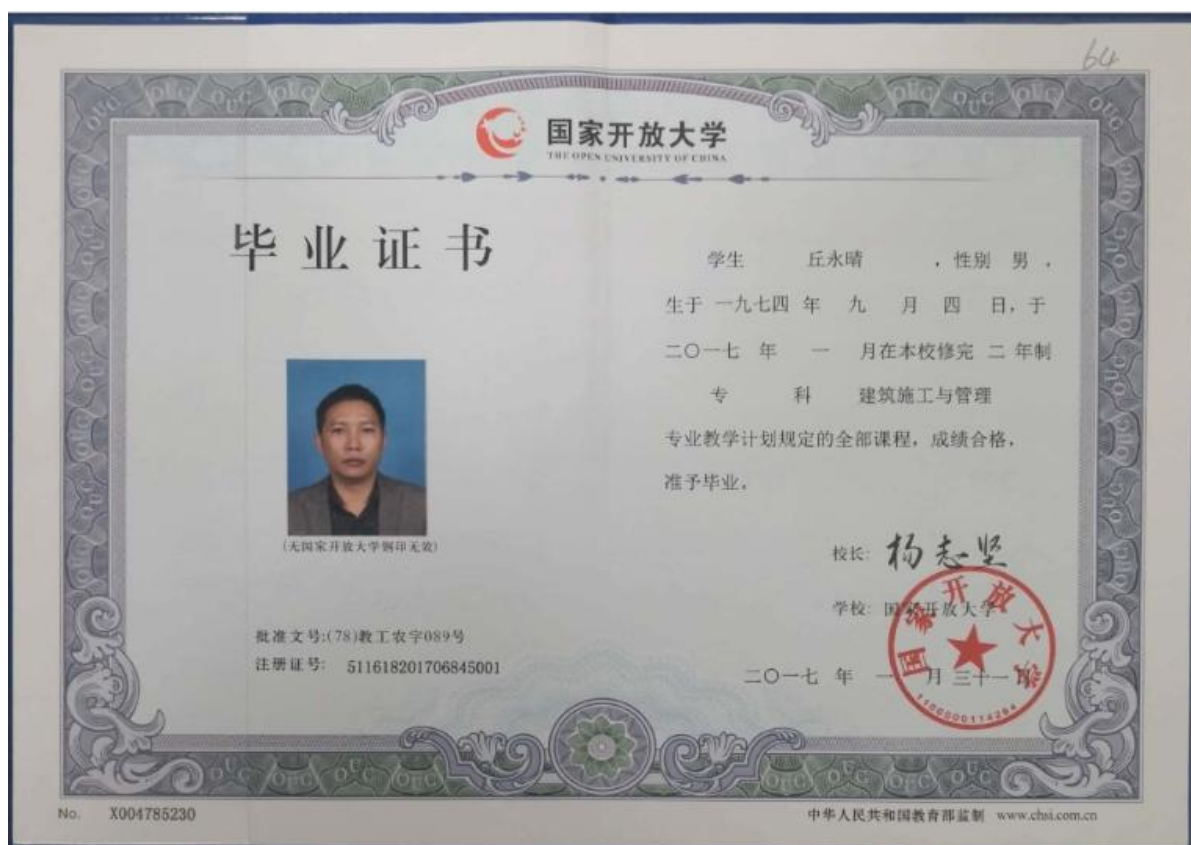 64
国家开放大学
THE OPEN UNIVERSITY OF CHINA
毕业证书
学生 丘永晴 ,性别 男 ,
生于 一九七四 年 九 月 四 日,于
二〇一七 年 一 月在本校修完 二 年制
专 科 建筑施工与管理
专业教学计划规定的全部课程,成绩合格,
准予毕业。
(无国家开放大学钢印无效)
校长: 杨志坚
学校: 国家开放大学
批准文号:(78)教工农字089号
注册证号: 511618201706845001
二〇一七 年 一 月 三十一 日
国家开放大学
1100000114284
No. X004785230
中华人民共和国教育部监制 www.chsi.com.cn